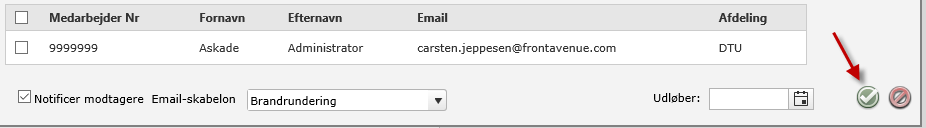 Medarbejder Nr Fornavn Efternavn Email Afdeling
9999999 Askade Administrator carsten.jeppesen@frontavenue.com DTU
Notificer modtagere Email-skabelon Brandrundering Udløber: